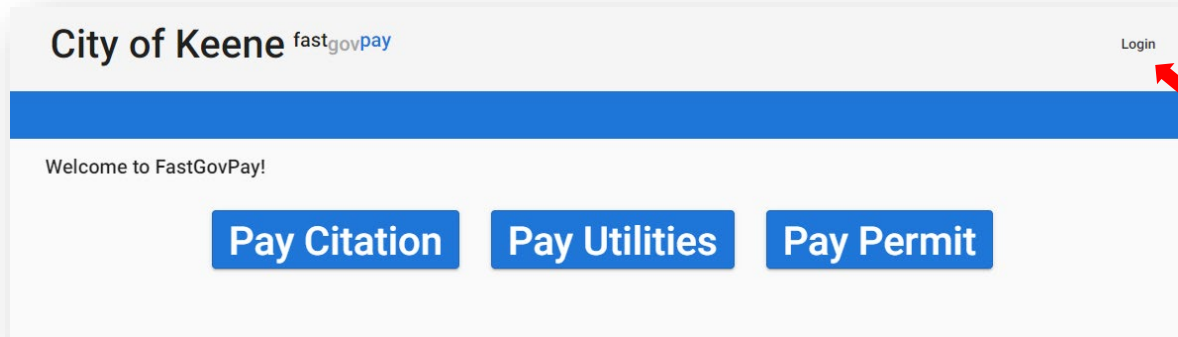 City of Keene fastgovpay
Login
Welcome to FastGovPay!
Pay Citation
Pay Utilities
Pay Permit